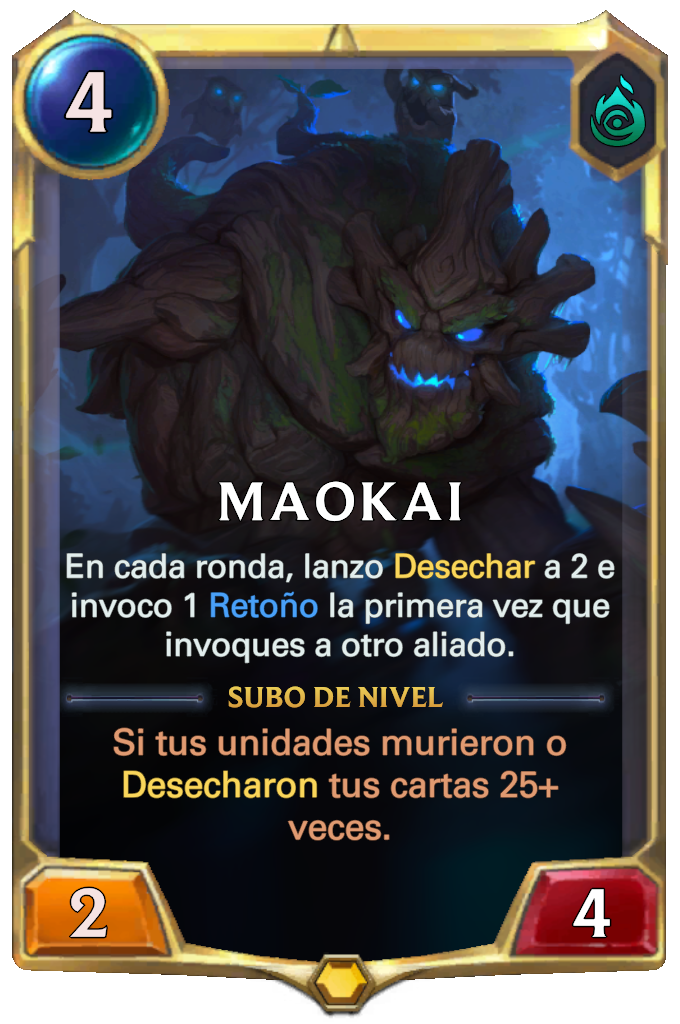 4
MAOKAI
En cada ronda, lanzo Desechar a 2 e
invoco 1 Retoño la primera vez que
invoques a otro aliado.
SUBO DE NIVEL
Si tus unidades murieron o
Desecharon tus cartas 25+
veces.
2
4